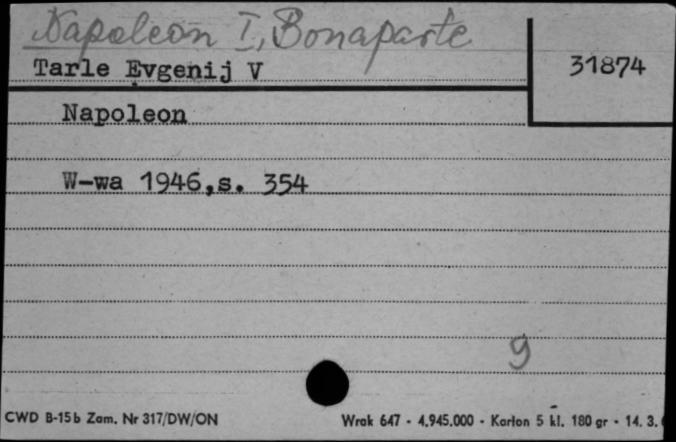 Napoleon I, Bonaparte
Tarle Evgenij V
31874
Napoleon
W-wa 1946,s. 354
9
CWD B-15b Zam. Nr 317/DW/ON
Wrak 647 - 4.945.000 - Karton 5 kl. 180 gr - 14. 3.